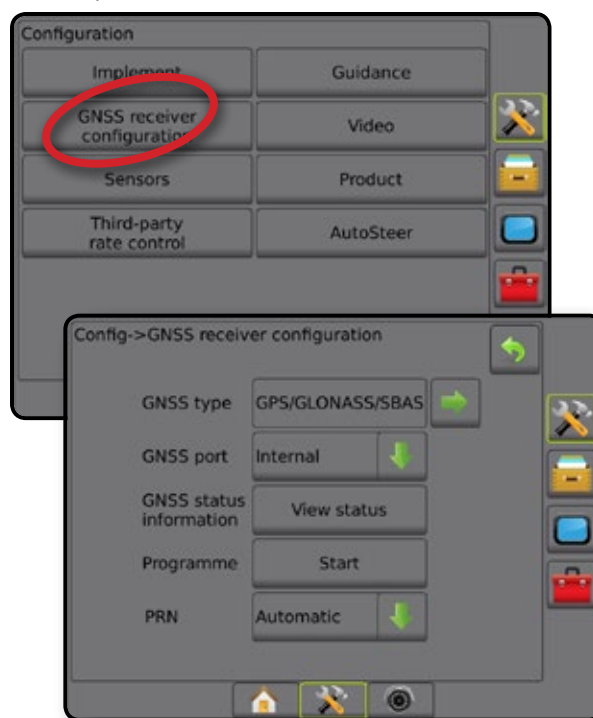 Configuration
Implement
Guidance
GNSS receiver
configuration
Video
Sensors
Product
Third-party
rate control
AutoSteer
Config->GNSS receiver configuration
GNSS type
GPS/GLONASS/SBAS
GNSS port
Internal
GNSS status
information
View status
Programme
Start
PRN
Automatic